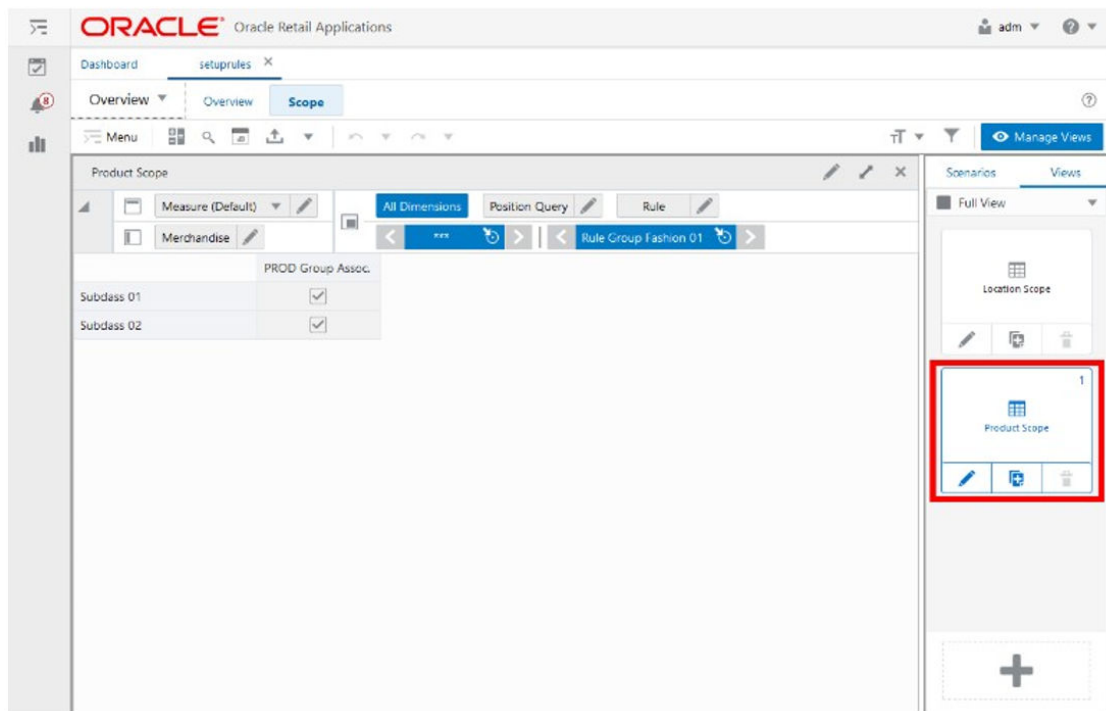 ORACLE® Oracle Retail Applications
adm
Dashboard setuprules
8
Overview Overview Scope
Menu
Manage Views
Product Scope
Scenarios Views
Measure (Default) All Dimensions Position Query Rule
Full View
Merchandise *** Rule Group Fashion 01
PROD Group Assoc.
Subclass 01
Subclass 02
Location Scope
1
Product Scope